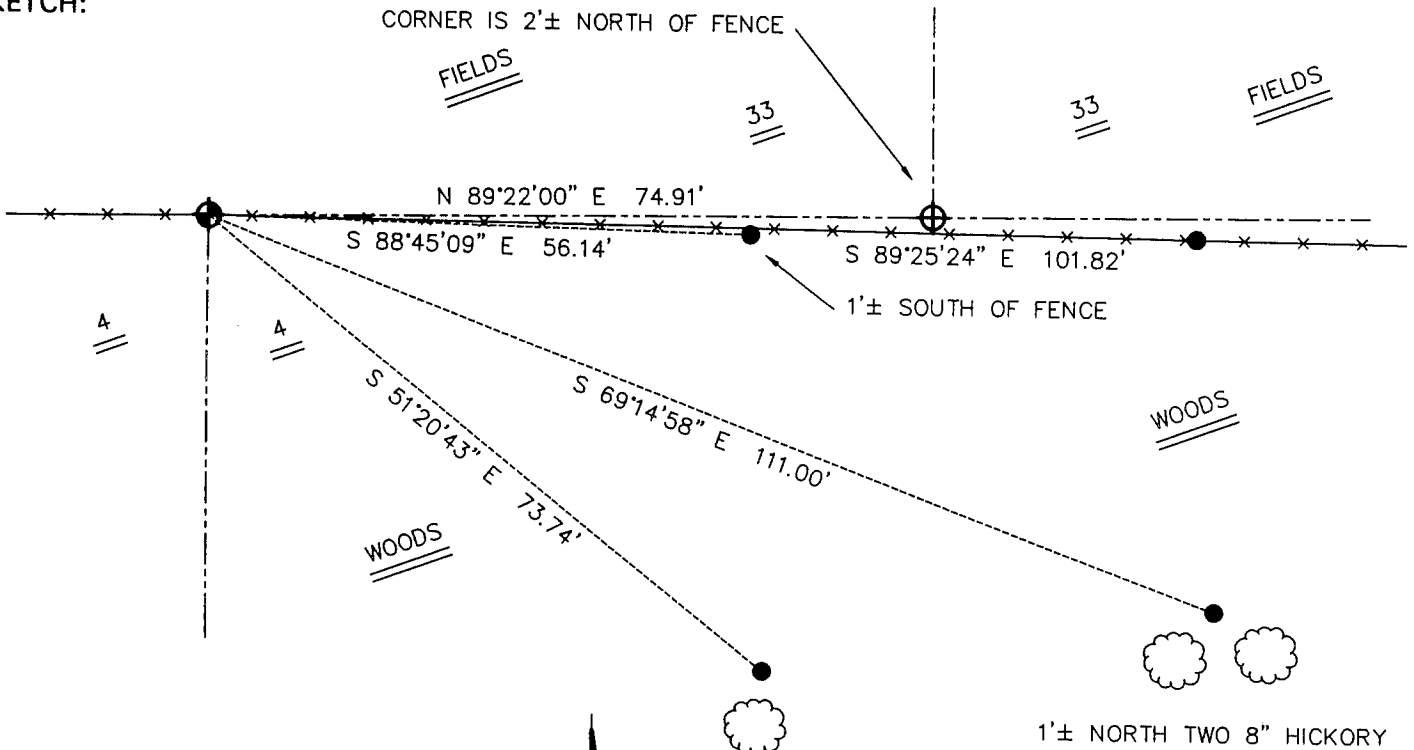 CORNER IS 2'± NORTH OF FENCE
FIELDS
33
33
FIELDS
N 89°22'00" E 74.91'
S 88°45'09" E 56.14'
S 89°25'24" E 101.82'
1'± SOUTH OF FENCE
4
4
S 51°20'43" E 73.74'
S 69°14'58" E 111.00'
WOODS
WOODS
1'± NORTH TWO 8" HICKORY